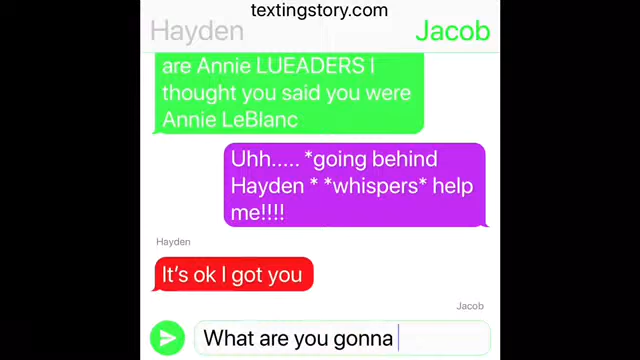 textingstory.com
Hayden
Jacob
are Annie LUEADERS I
thought you said you were
Annie LeBlanc
Uhh..... *going behind
Hayden * *whispers* help
me!!!!
Hayden
It's ok I got you
Jacob
What are you gonna